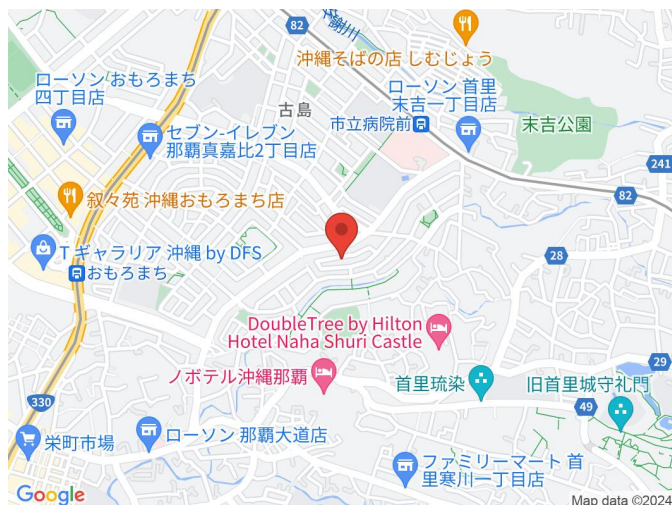 沖縄そばの店 しむじょう
ローソン おもろまち
四丁目店
古島
ローソン 首里
末吉一丁目店
市立病院前
末吉公園
82
セブン-イレブン
那覇真嘉比2丁目店
241
82
叙々苑 沖縄おもろまち店
T ギャラリア 沖縄 by DFS
おもろまち
28
DoubleTree by Hilton
Hotel Naha Shuri Castle
ノボテル沖縄那覇
首里琉染
旧首里城守礼門
29
330
49
栄町市場
ローソン 那覇大道店
ファミリーマート 首
里寒川一丁目店
Google
Map data ©2024